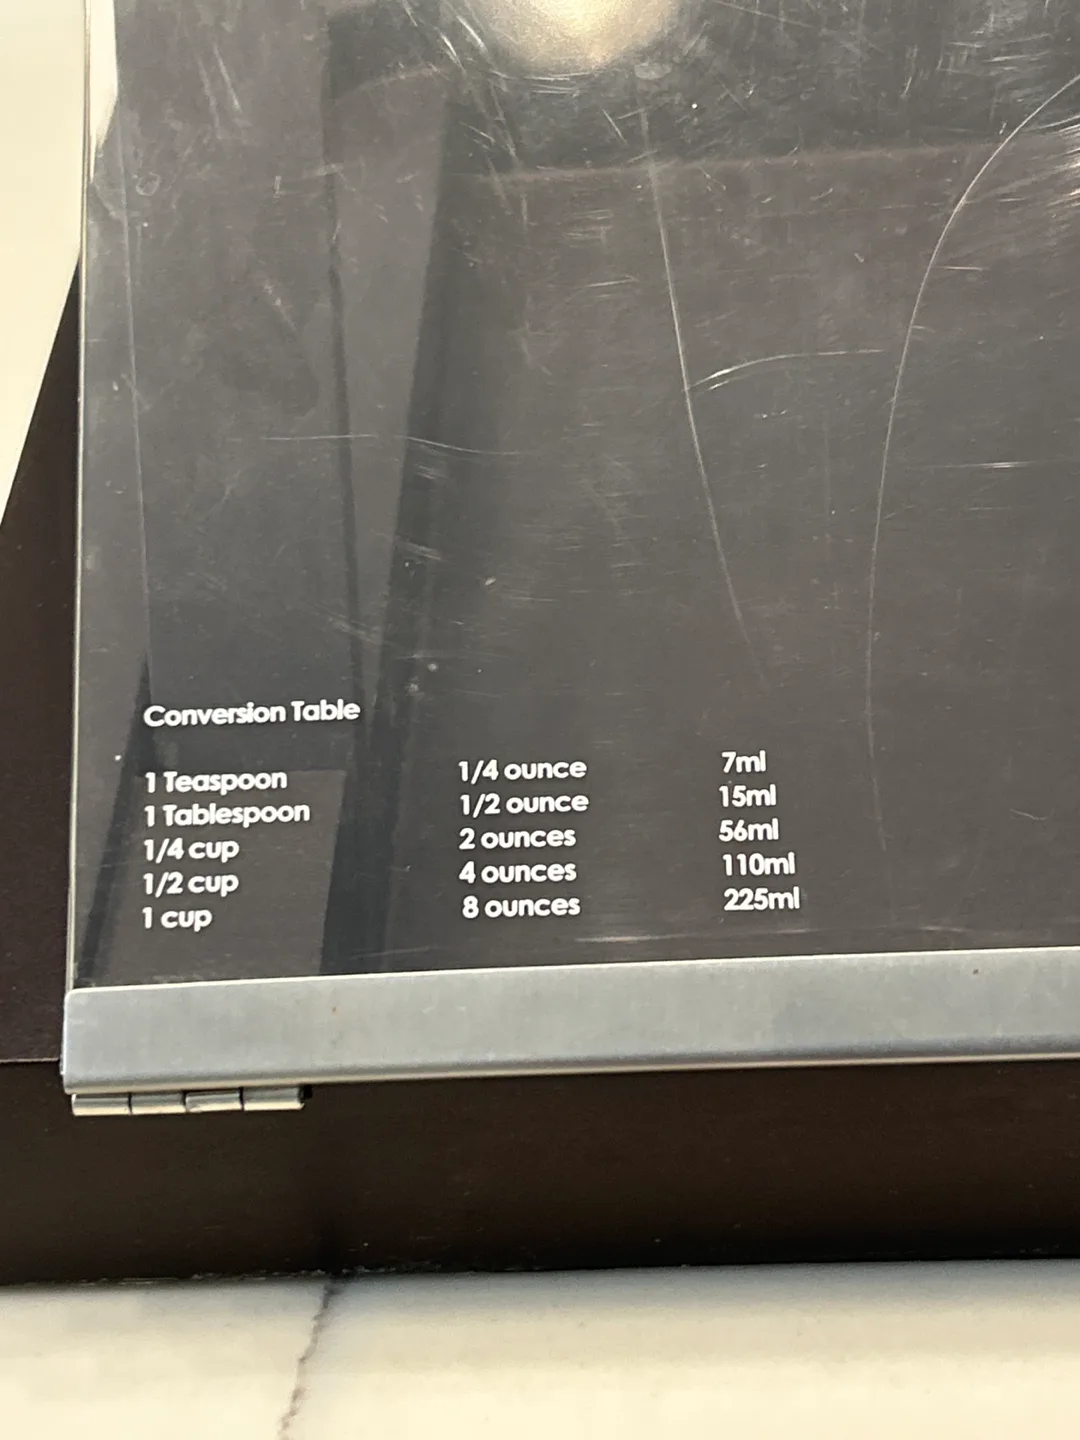 Conversion Table
1 Teaspoon 1/4 ounce 7ml
1 Tablespoon 1/2 ounce 15ml
1/4 cup 2 ounces 56ml
1/2 cup 4 ounces 110ml
1 cup 8 ounces 225ml